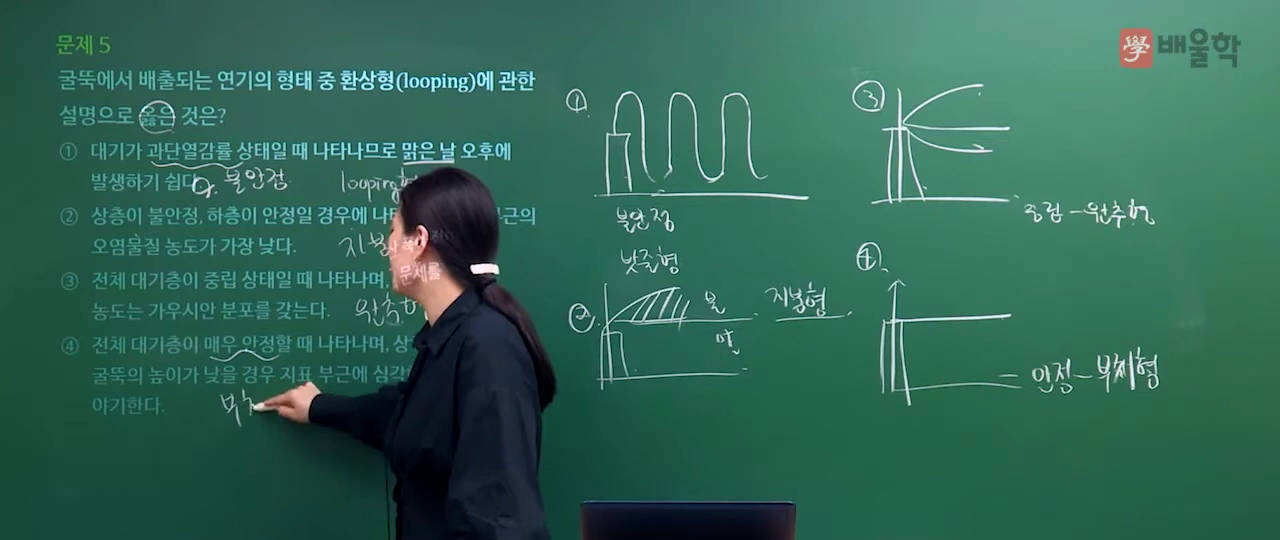 문제 5
學 배울학
굴뚝에서 배출되는 연기의 형태 중 환상형(looping)에 관한
설명으로 옳은 것은?
① 대기가 과단열감률 상태일 때 나타나므로 맑은 날 오후에
발생하기 쉽다.
불안정
looping
② 상층이 불안정, 하층이 안정일 경우에 나타 부근의
오염물질 농도가 가장 낮다.
지붕
③ 전체 대기층이 중립 상태일 때 나타나며,
문제를
농도는 가우시안 분포를 갖는다.
원추
④ 전체 대기층이 매우 안정할 때 나타나며,
굴뚝의 높이가 낮을 경우 지표 부근에 심각
야기한다.
부
①
불안정
밧줄형
②
불
안
지붕형
③
중립-원추형
④
안정-부채형